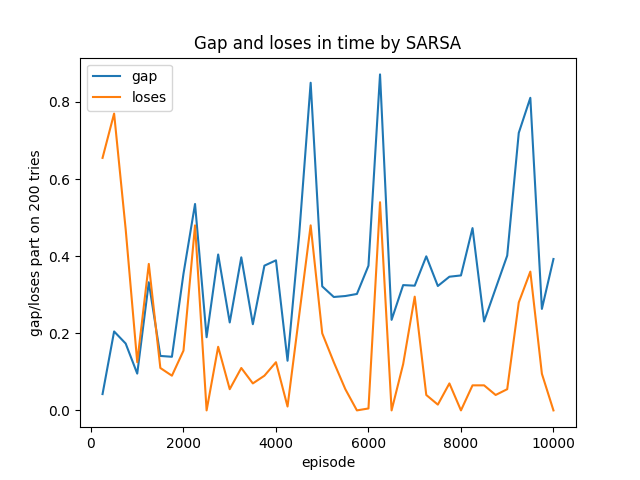 Gap and loses in time by SARSA
gap
loses
gap/loses part on 200 tries
0.8
0.6
0.4
0.2
0.0
0
2000
4000
6000
8000
10000
episode